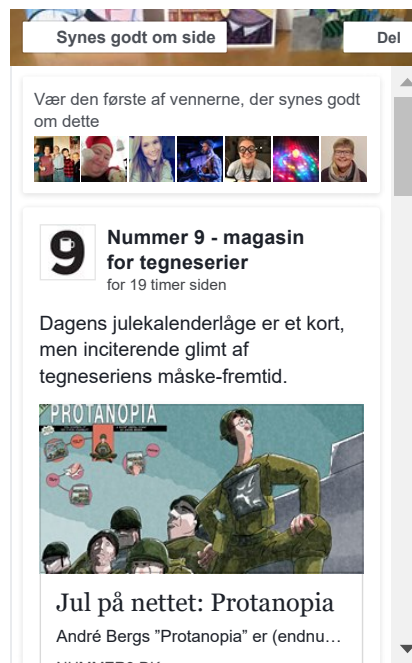 Synes godt om side
Del
Vær den første af vennerne, der synes godt
om dette
9
Nummer 9 - magasin
for tegneserier
for 19 timer siden
Dagens julekalenderlåge er et kort,
men inciterende glimt af
tegneseriens måske-fremtid.
PROTANOPIA
Jul på nettet: Protanopia
André Bergs ”Protanopia” er (endnu…